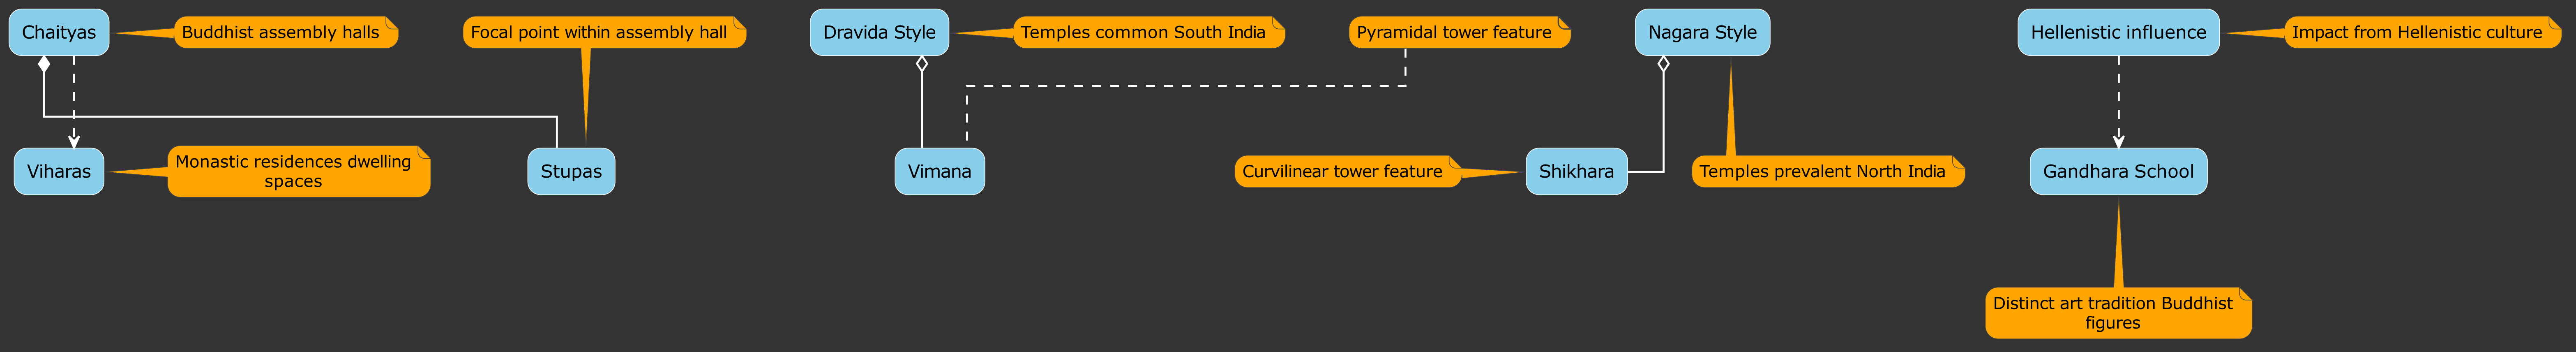 Chaityas
Buddhist assembly halls
Focal point within assembly hall
Dravida Style
Temples common South India
Pyramidal tower feature
Nagara Style
Hellenistic influence
Impact from Hellenistic culture
Viharas
Monastic residences dwelling
spaces
Stupas
Vimana
Curvilinear tower feature
Shikhara
Temples prevalent North India
Gandhara School
Distinct art tradition Buddhist
figures